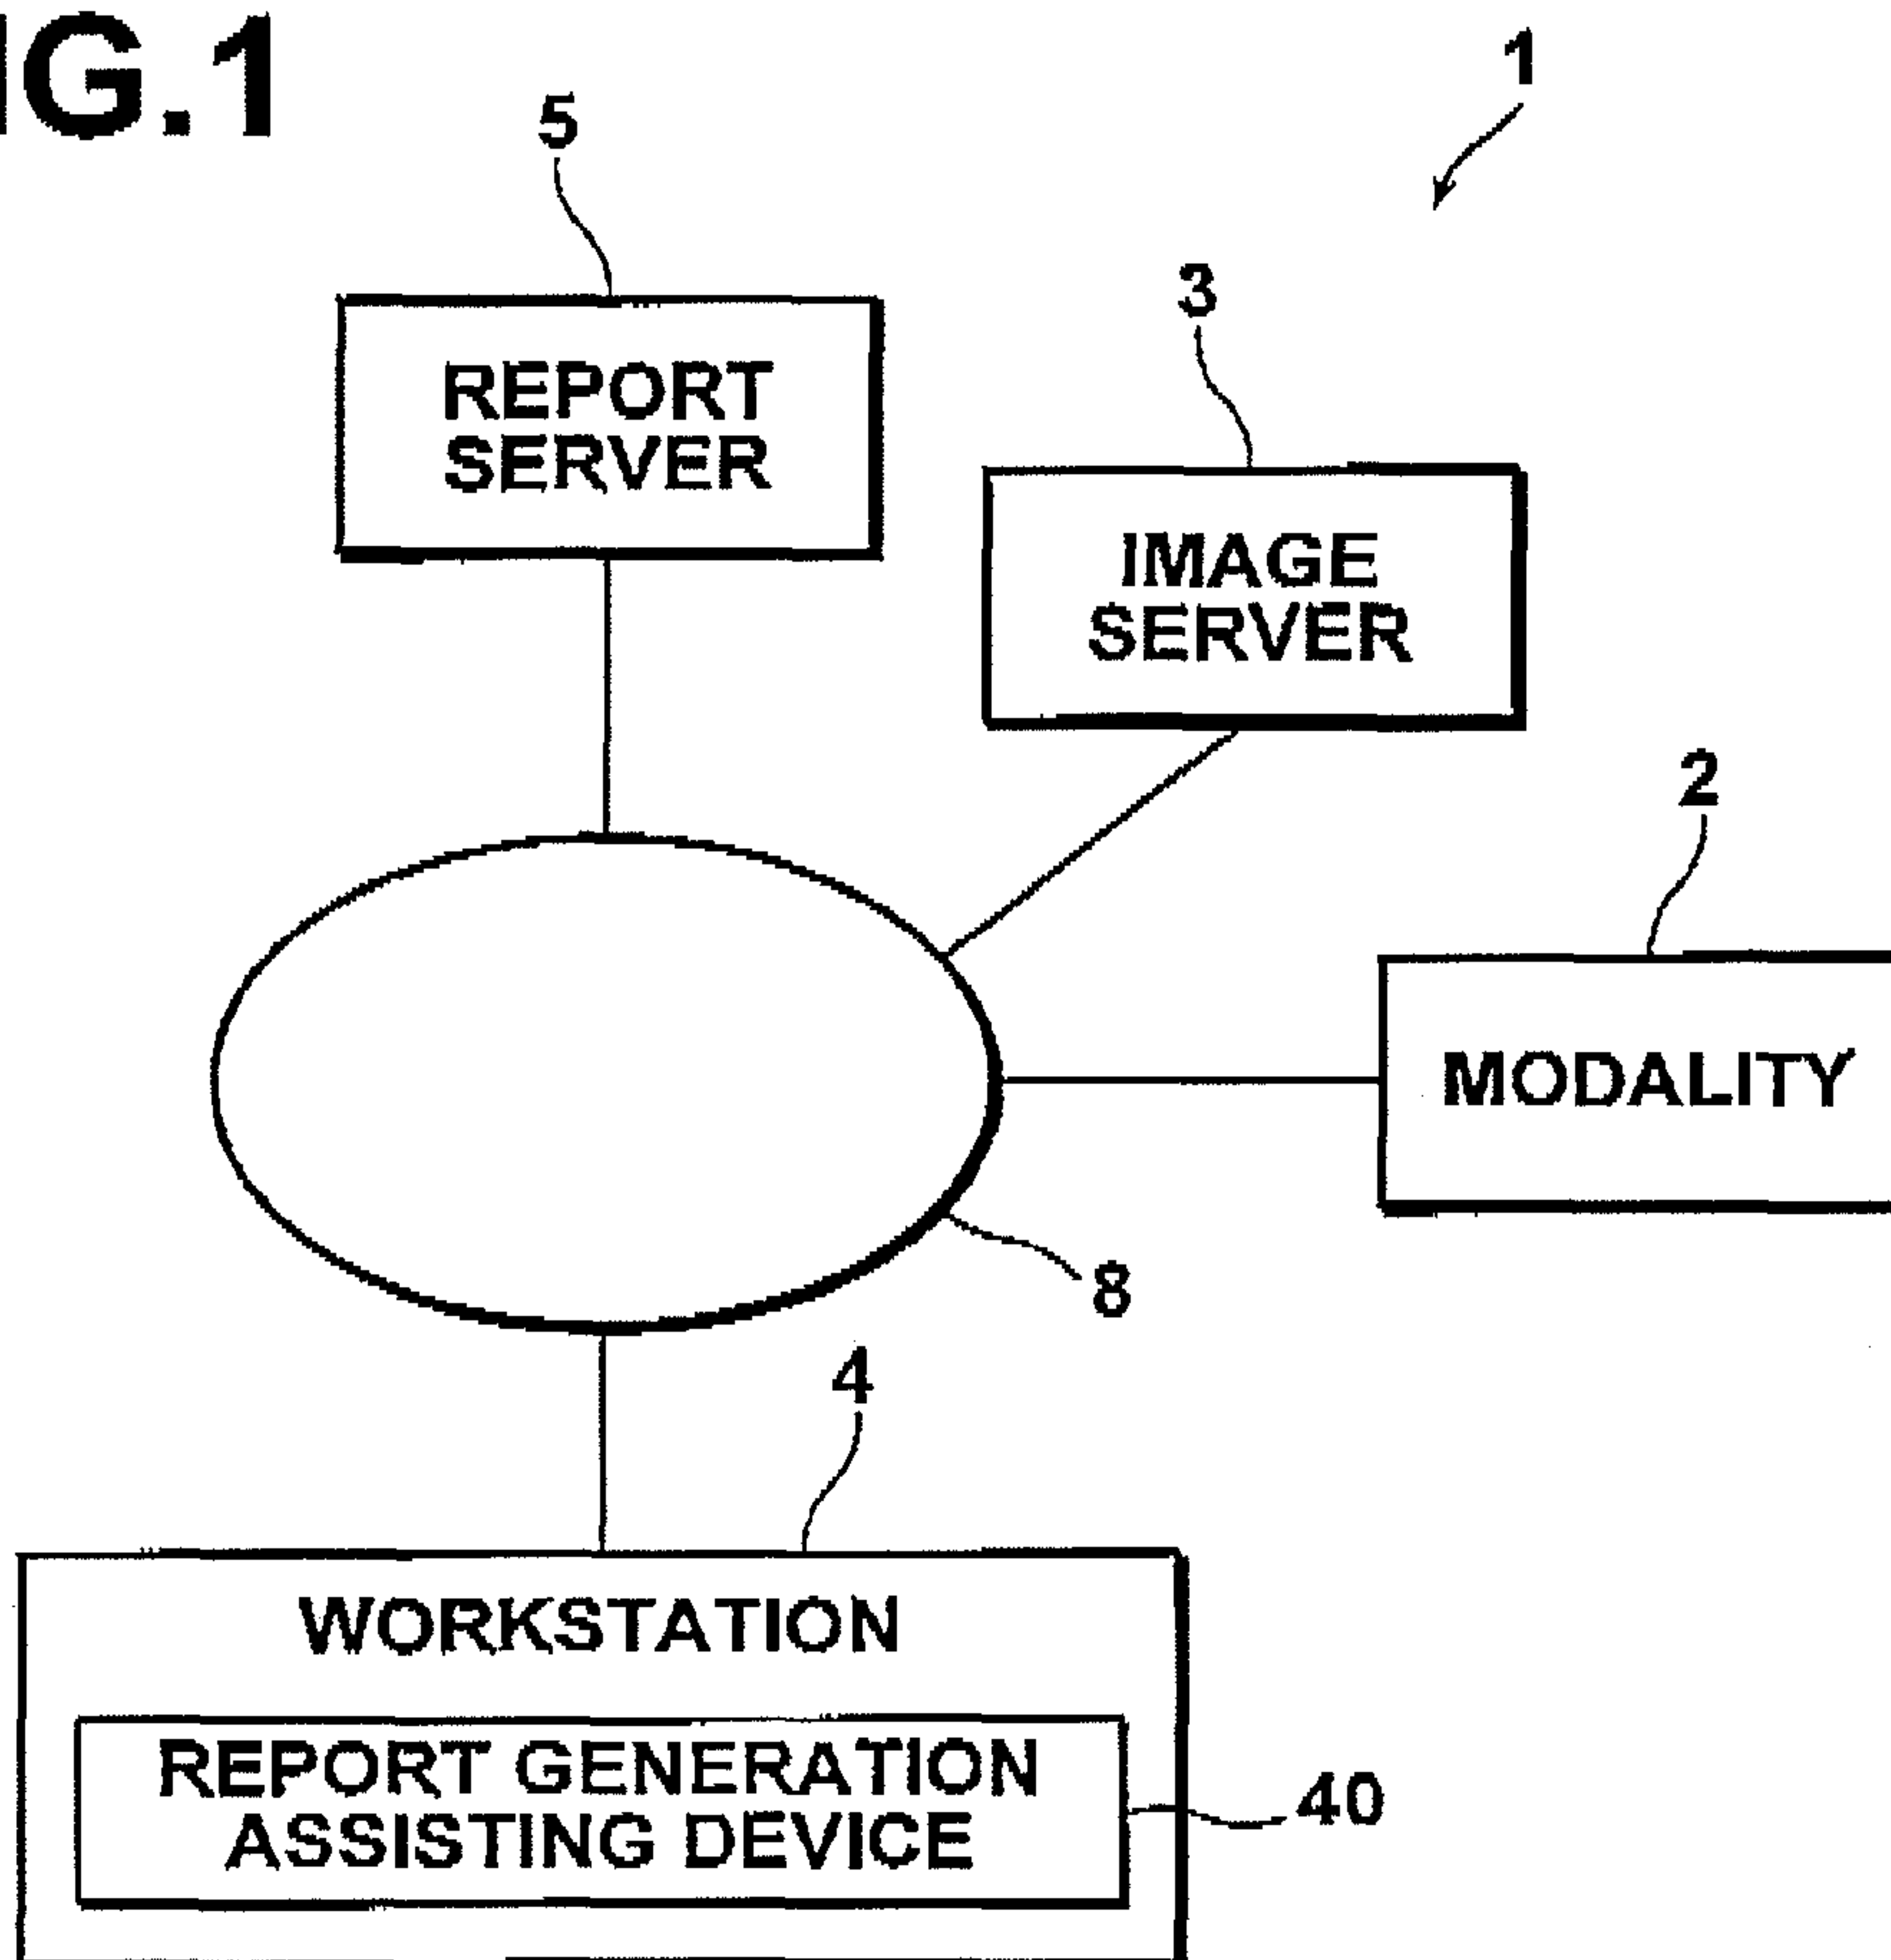 IG.1
1
5
REPORT
SERVER
3
IMAGE
SERVER
2
MODALITY
8
4
WORKSTATION
REPORT GENERATION
ASSISTING DEVICE
40